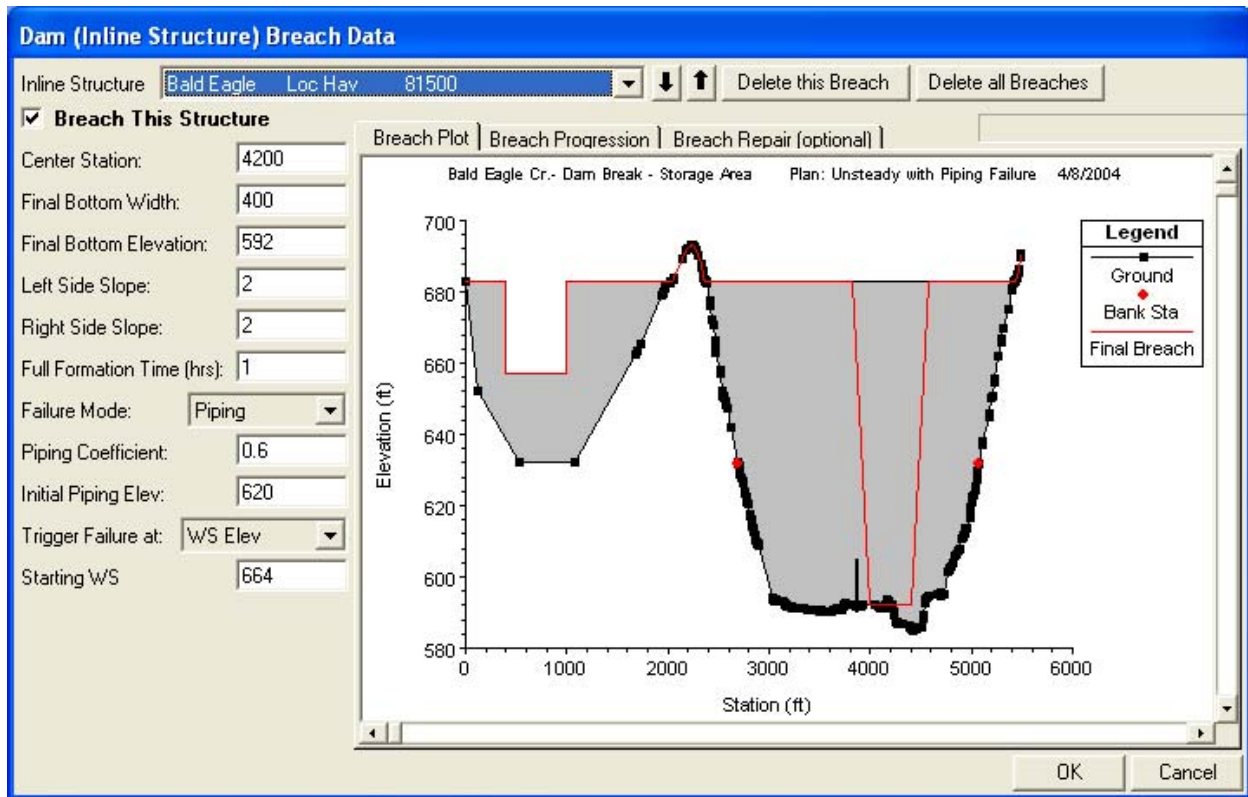 Dam (Inline Structure) Breach Data
Inline Structure Bald Eagle Loc Hav 81500 Delete this Breach Delete all Breaches
Breach This Structure
Center Station: 4200
Final Bottom Width: 400
Final Bottom Elevation: 592
Left Side Slope: 2
Right Side Slope: 2
Full Formation Time (hrs): 1
Failure Mode: Piping
Piping Coefficient: 0.6
Initial Piping Elev: 620
Trigger Failure at: WS Elev
Starting WS 664
Breach Plot Breach Progression Breach Repair (optional)
Bald Eagle Cr.- Dam Break - Storage Area Plan: Unsteady with Piping Failure 4/8/2004
700
680
660
640
620
600
580
Elevation (ft)
0 1000 2000 3000 4000 5000 6000
Station (ft)
Legend
Ground
Bank Sta
Final Breach
OK Cancel